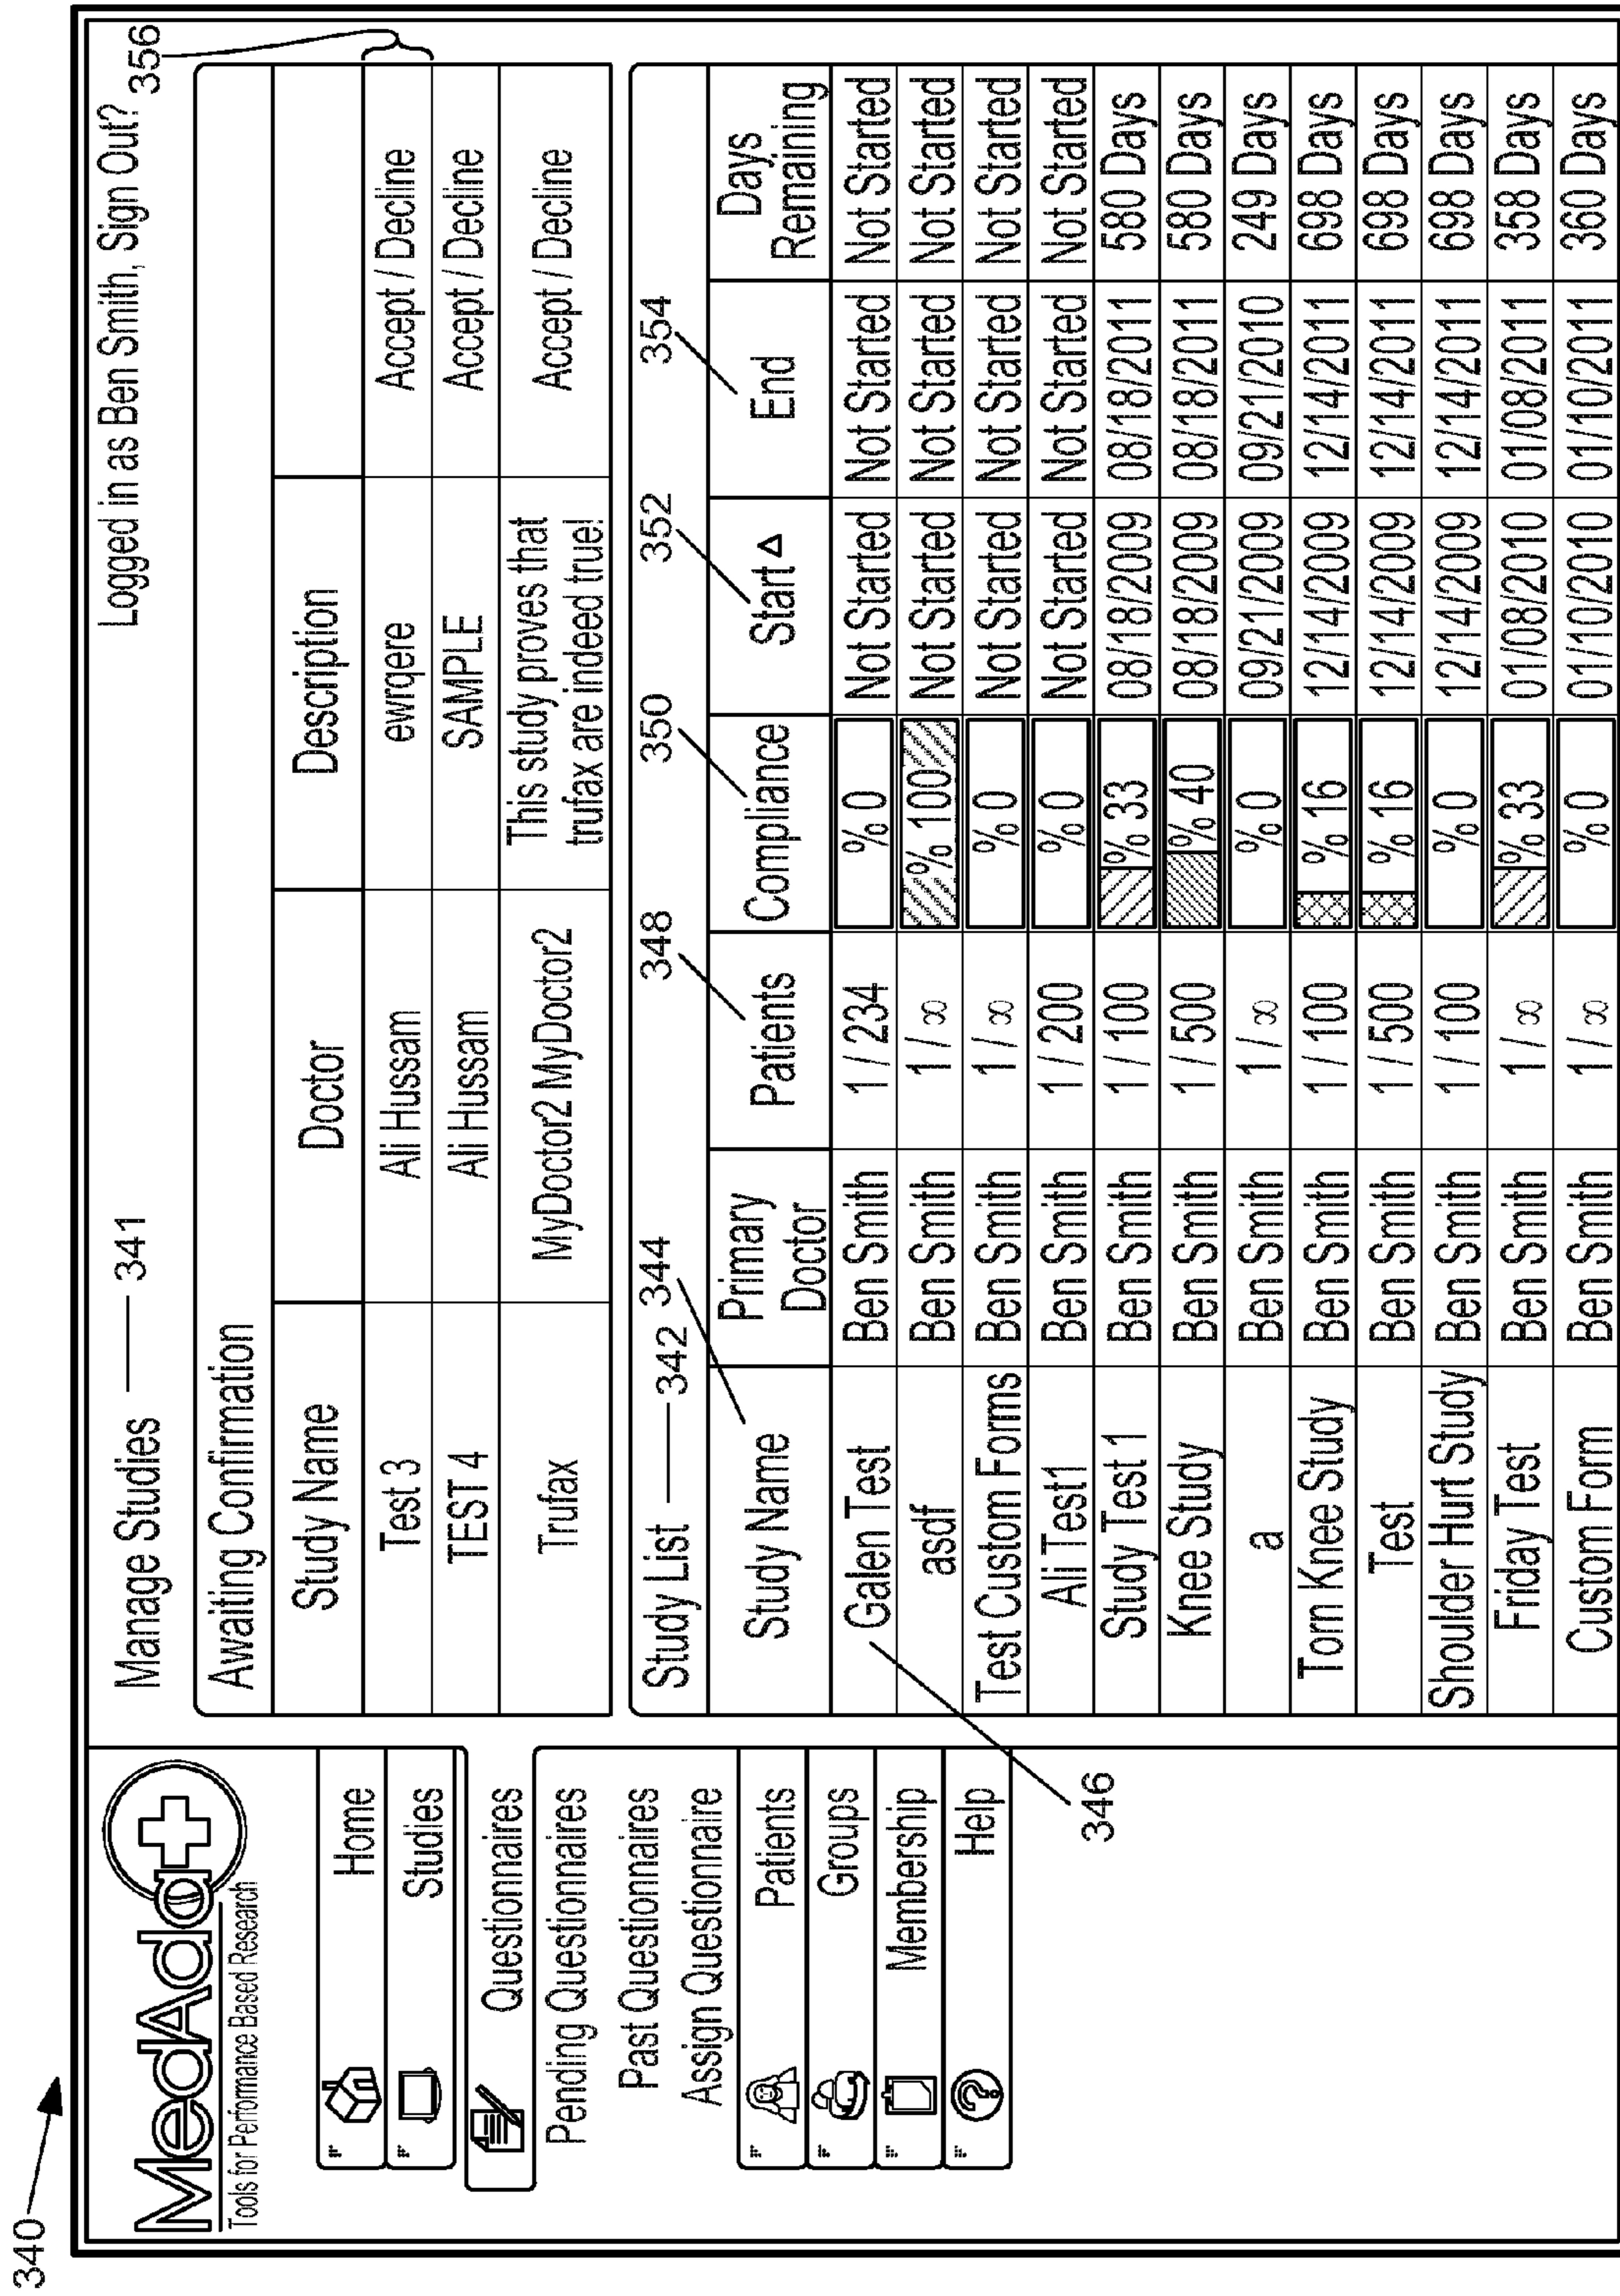 340
MedAda
Tools for Performance Based Research
Home
Studies
Questionnaires
Pending Questionnaires
Past Questionnaires
Assign Questionnaire
Patients
Groups
Membership
Help
346
Logged in as Ben Smith, Sign Out?
Manage Studies 341
356
Awaiting Confirmation
Study Name Doctor Description
Test 3 Ali Hussam ewrqere Accept / Decline
TEST 4 Ali Hussam SAMPLE Accept / Decline
Trufax MyDoctor2 MyDoctor2 This study proves that Accept / Decline
trufax are indeed true!
Study List 342 344 348 350 352 354
Study Name Primary Patients Compliance Start Δ End Days
Doctor Remaining
Galen Test Ben Smith 1 / 234 % 0 Not Started Not Started Not Started
asdf Ben Smith 1 / ∞ % 100 Not Started Not Started Not Started
Test Custom Forms Ben Smith 1 / ∞ % 0 Not Started Not Started Not Started
Ali Test1 Ben Smith 1 / 200 % 0 Not Started Not Started Not Started
Study Test 1 Ben Smith 1 / 100 % 33 08/18/2009 08/18/2011 580 Days
Knee Study Ben Smith 1 / 500 % 40 08/18/2009 08/18/2011 580 Days
a Ben Smith 1 / ∞ % 0 09/21/2009 09/21/2010 249 Days
Torn Knee Study Ben Smith 1 / 100 % 16 12/14/2009 12/14/2011 698 Days
Test Ben Smith 1 / 500 % 16 12/14/2009 12/14/2011 698 Days
Shoulder Hurt Study Ben Smith 1 / 100 % 0 12/14/2009 12/14/2011 698 Days
Friday Test Ben Smith 1 / ∞ % 33 01/08/2010 01/08/2011 358 Days
Custom Form Ben Smith 1 / ∞ % 0 01/10/2010 01/10/2011 360 Days